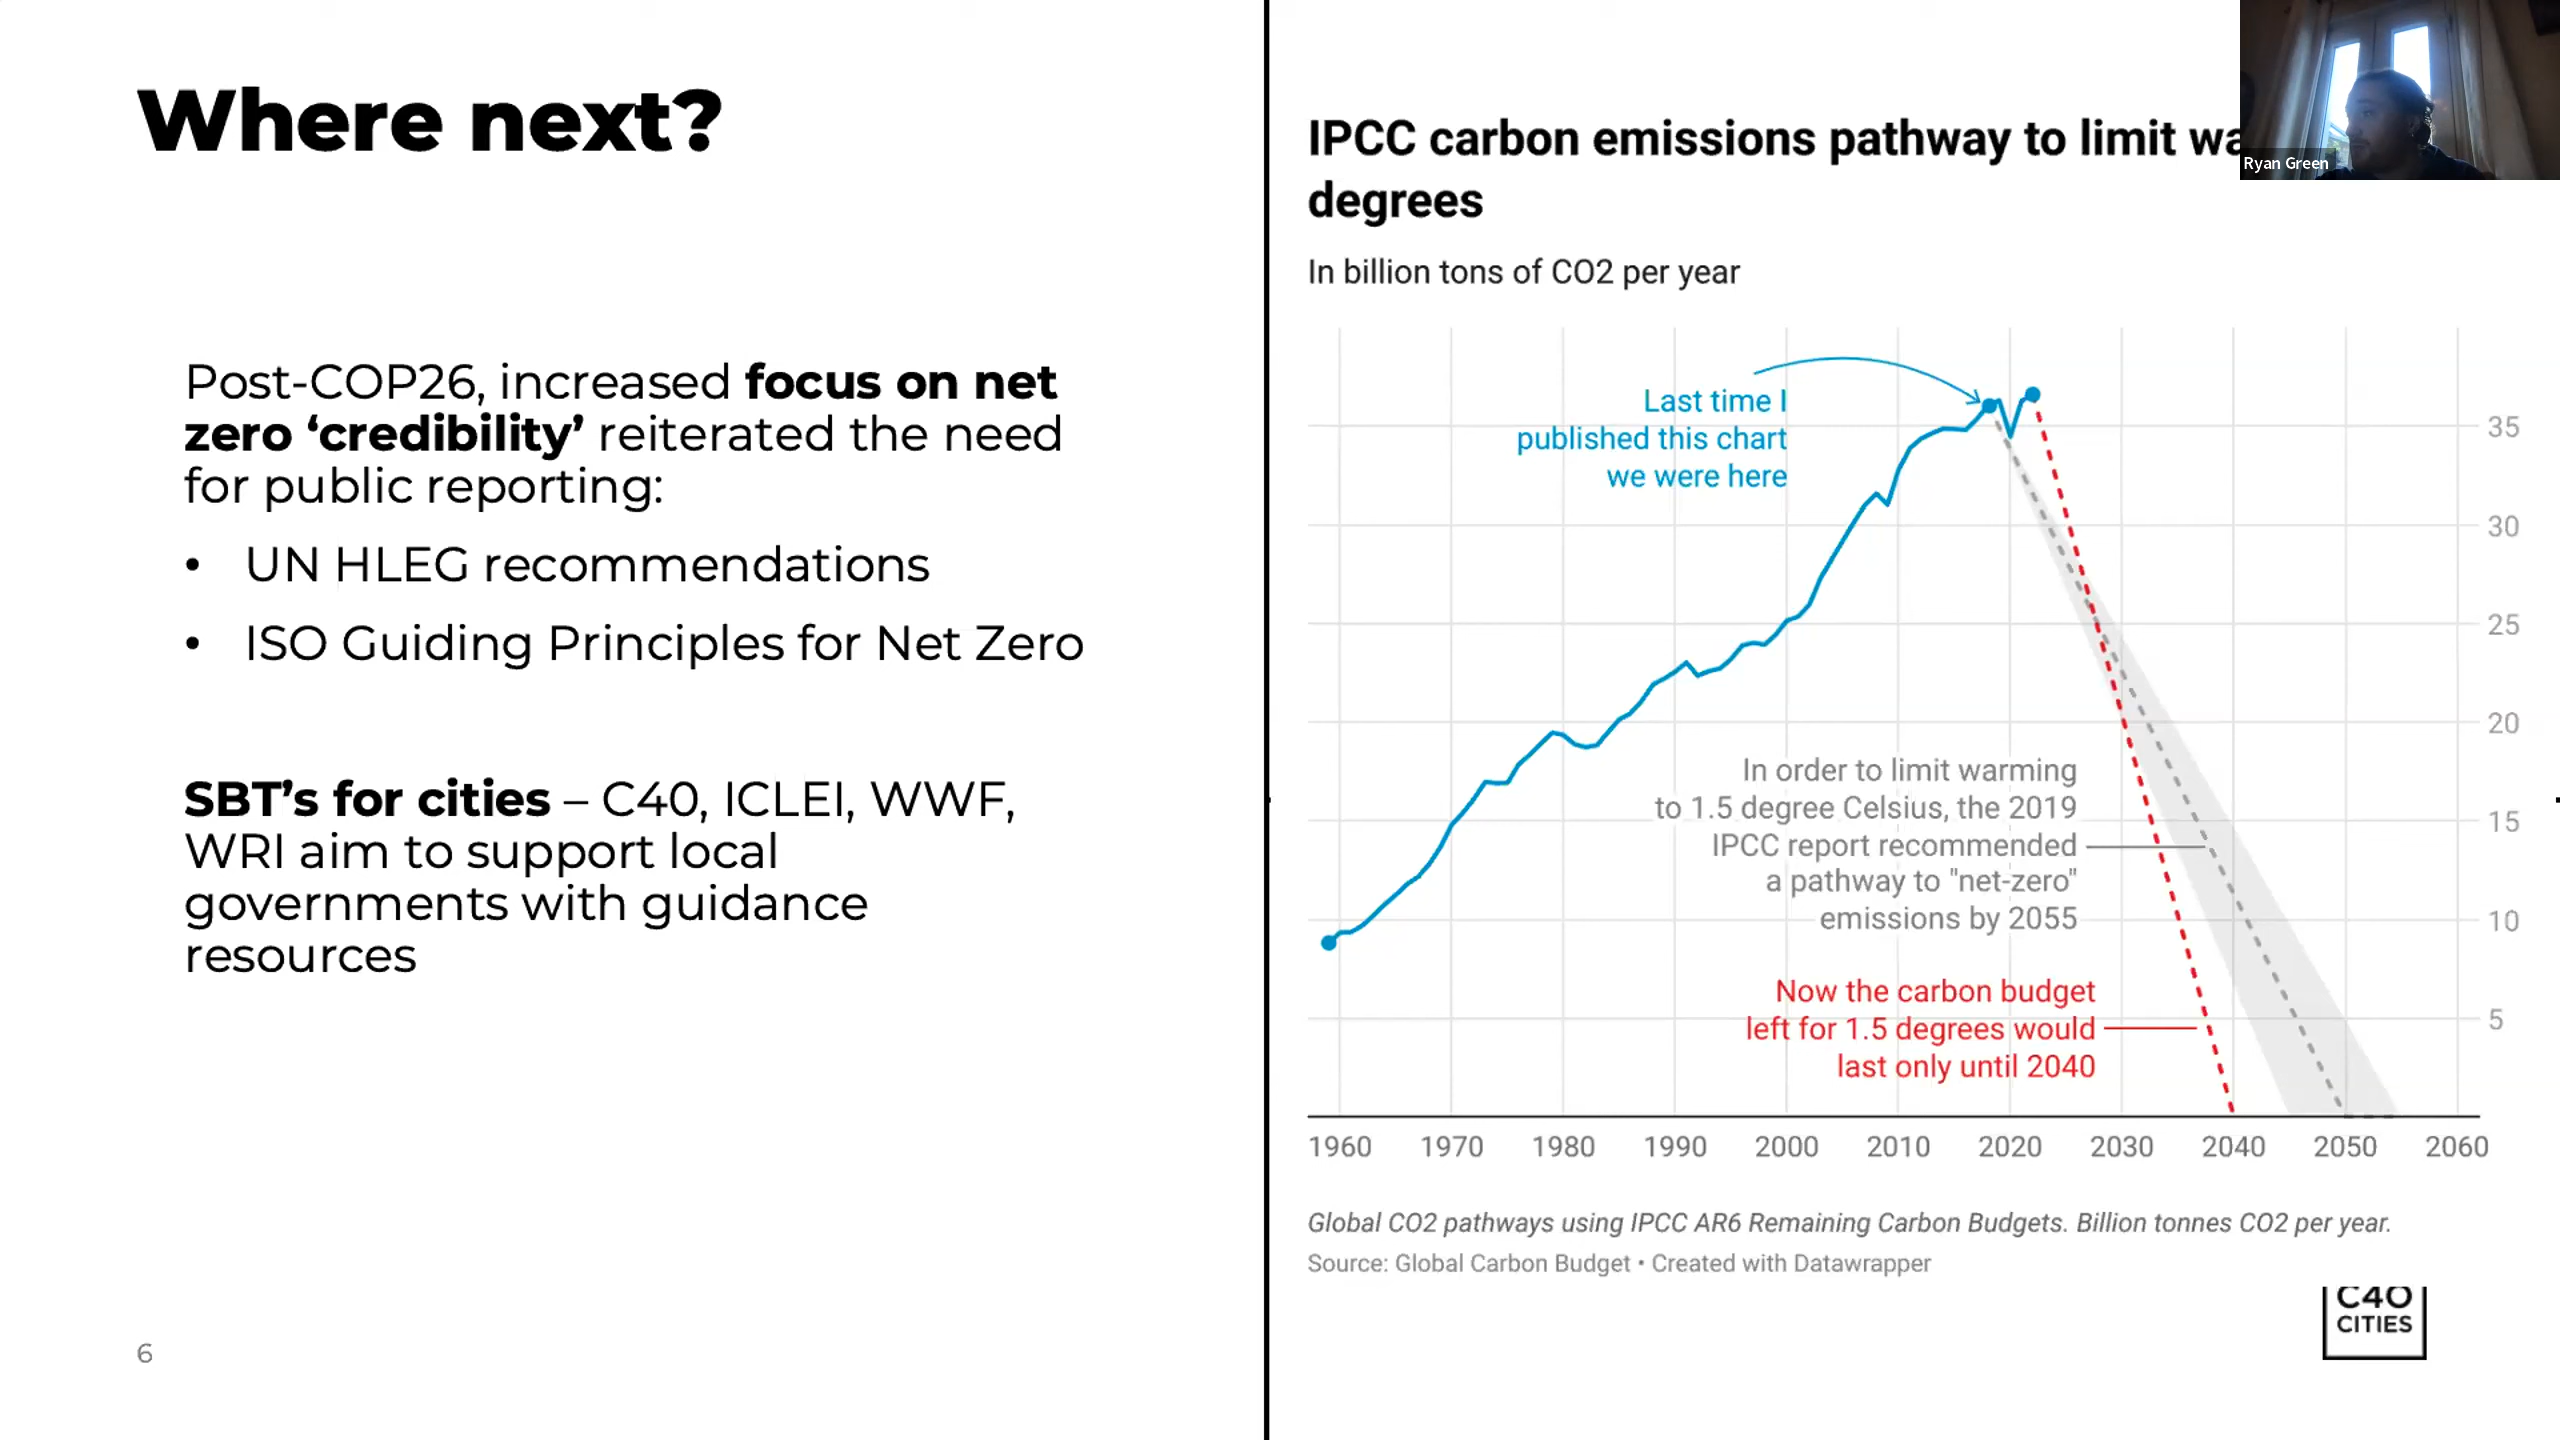 Where next?
Post-COP26, increased focus on net
zero ‘credibility’ reiterated the need
for public reporting:
• UN HLEG recommendations
• ISO Guiding Principles for Net Zero
SBT’s for cities – C40, ICLEI, WWF,
WRI aim to support local
governments with guidance
resources
6
IPCC carbon emissions pathway to limit wa
degrees
In billion tons of CO2 per year
Last time I
published this chart
we were here
35
30
25
20
15
10
5
In order to limit warming
to 1.5 degree Celsius, the 2019
IPCC report recommended
a pathway to "net-zero"
emissions by 2055
Now the carbon budget
left for 1.5 degrees would
last only until 2040
1960 1970 1980 1990 2000 2010 2020 2030 2040 2050 2060
Global CO2 pathways using IPCC AR6 Remaining Carbon Budgets. Billion tonnes CO2 per year.
Source: Global Carbon Budget • Created with Datawrapper
C40
CITIES
Ryan Green